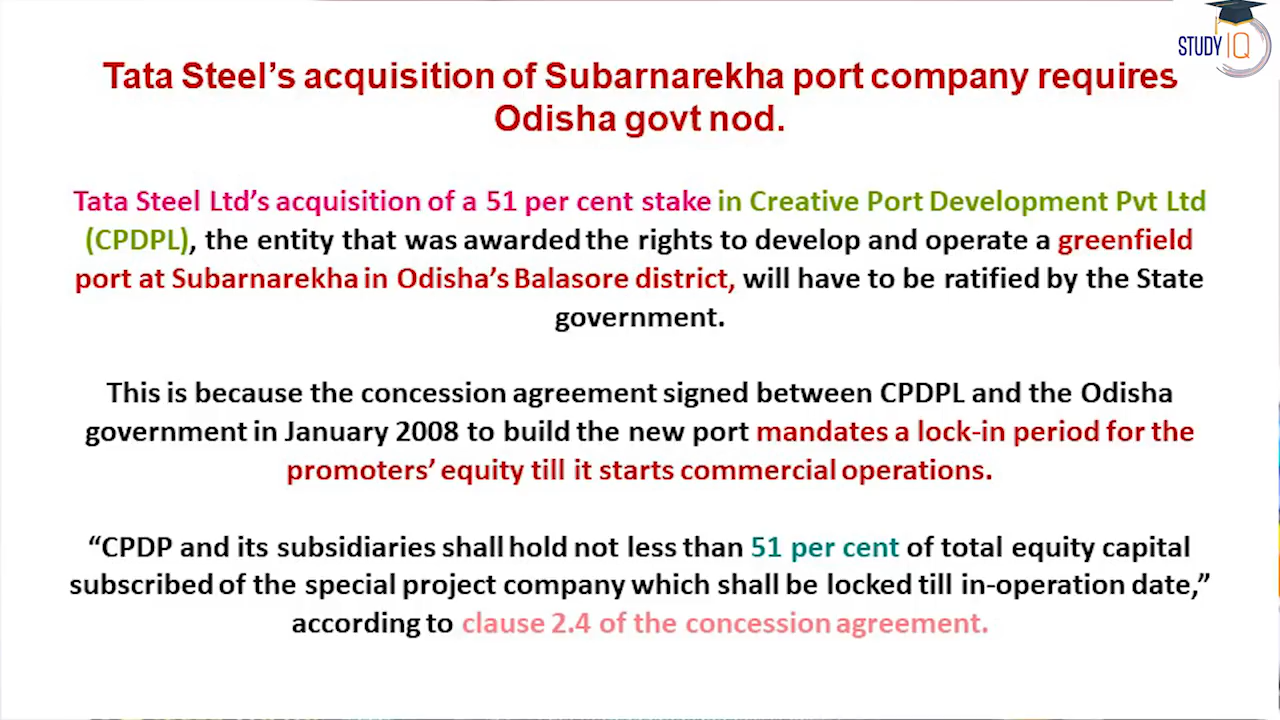 STUDY IQ
Tata Steel’s acquisition of Subarnarekha port company requires
Odisha govt nod.
Tata Steel Ltd’s acquisition of a 51 per cent stake in Creative Port Development Pvt Ltd
(CPDPL), the entity that was awarded the rights to develop and operate a greenfield
port at Subarnarekha in Odisha’s Balasore district, will have to be ratified by the State
government.
This is because the concession agreement signed between CPDPL and the Odisha
government in January 2008 to build the new port mandates a lock-in period for the
promoters’ equity till it starts commercial operations.
“CPDP and its subsidiaries shall hold not less than 51 per cent of total equity capital
subscribed of the special project company which shall be locked till in-operation date,”
according to clause 2.4 of the concession agreement.